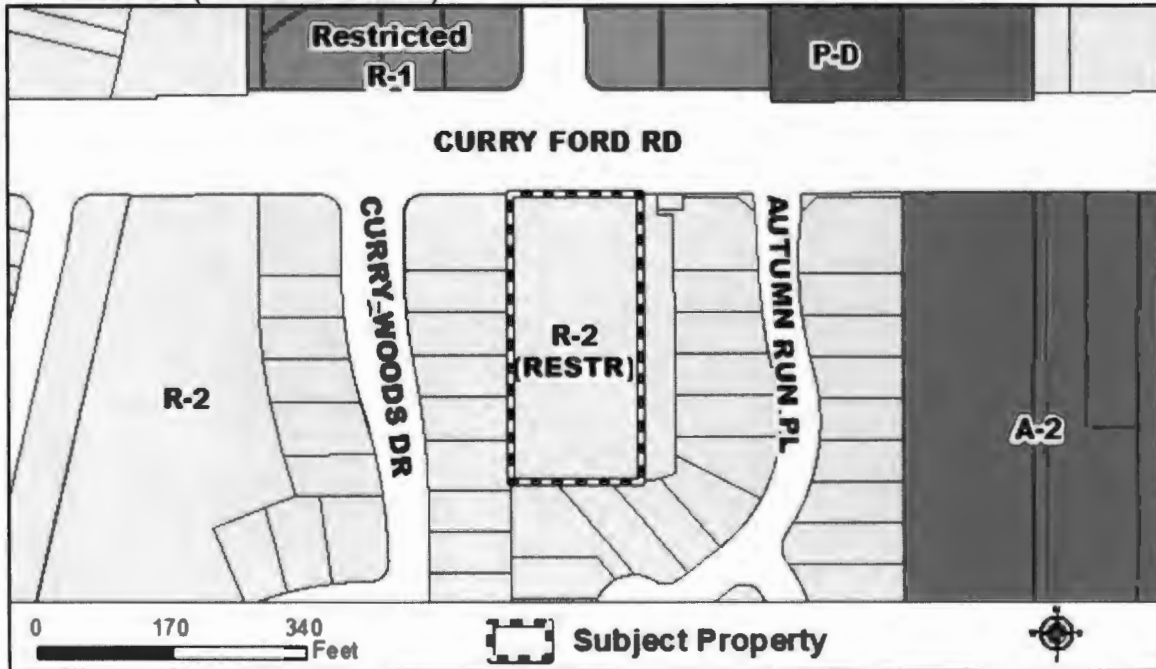 Restricted
R-1
P-D
CURRY FORD RD
CURRY WOODS DR
AUTUMN RUN PL
R-2
(RESTR)
R-2
A-2
0 170 340
Feet
Subject Property